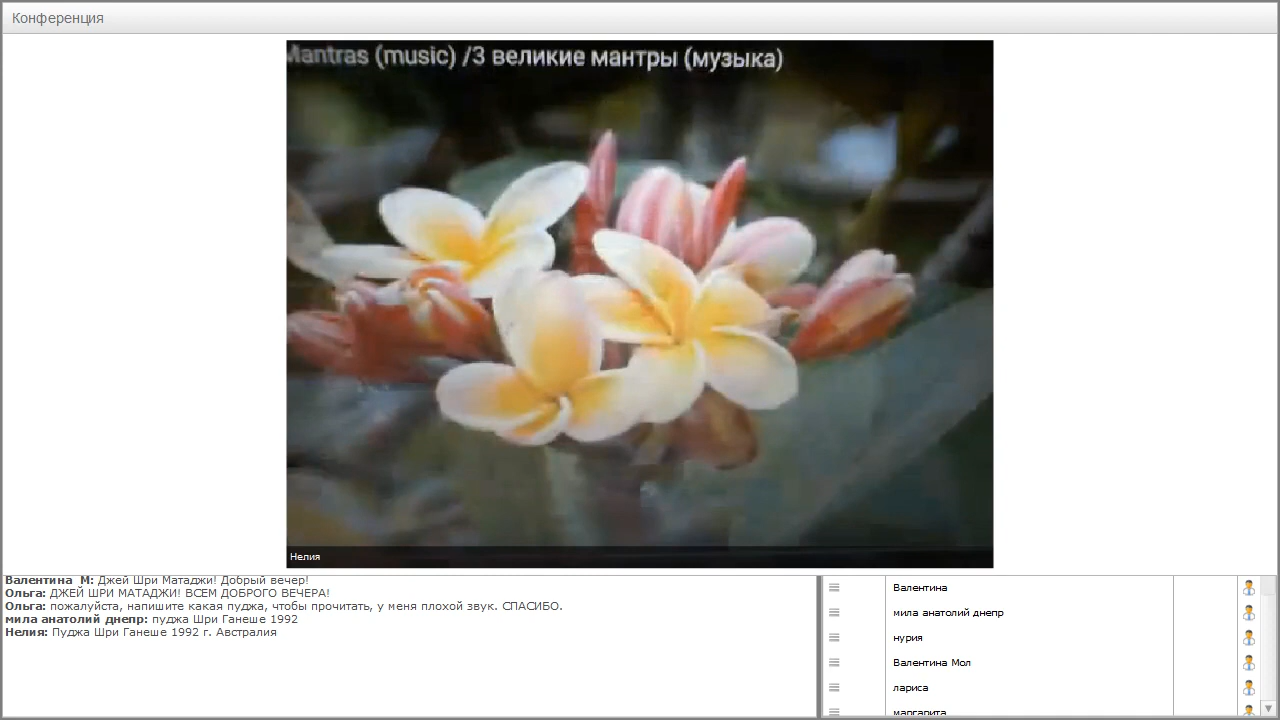 Конференция
Mantras (music) /3 великие мантры (музыка)
Нелия
Валентина М: Джей Шри Матаджи! Добрый вечер!
Ольга: ДЖЕЙ ШРИ МАТАДЖИ! ВСЕМ ДОБРОГО ВЕЧЕРА!
Ольга: пожалуйста, напишите какая пуджа, чтобы прочитать, у меня плохой звук. СПАСИБО.
мила анатолий днепр: пуджа Шри Ганеше 1992
Нелия: Пуджа Шри Ганеше 1992 г. Австралия
Валентина
мила анатолий днепр
нурия
Валентина Мол
лариса
маргарита